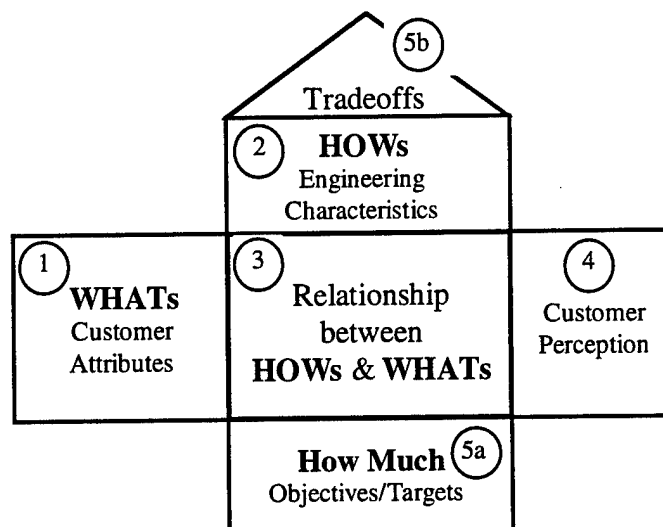 5b
Tradeoffs
2
HOWs
Engineering
Characteristics
1
WHATs
Customer
Attributes
3
Relationship
between
HOWs & WHATs
4
Customer
Perception
How Much
5a
Objectives/Targets